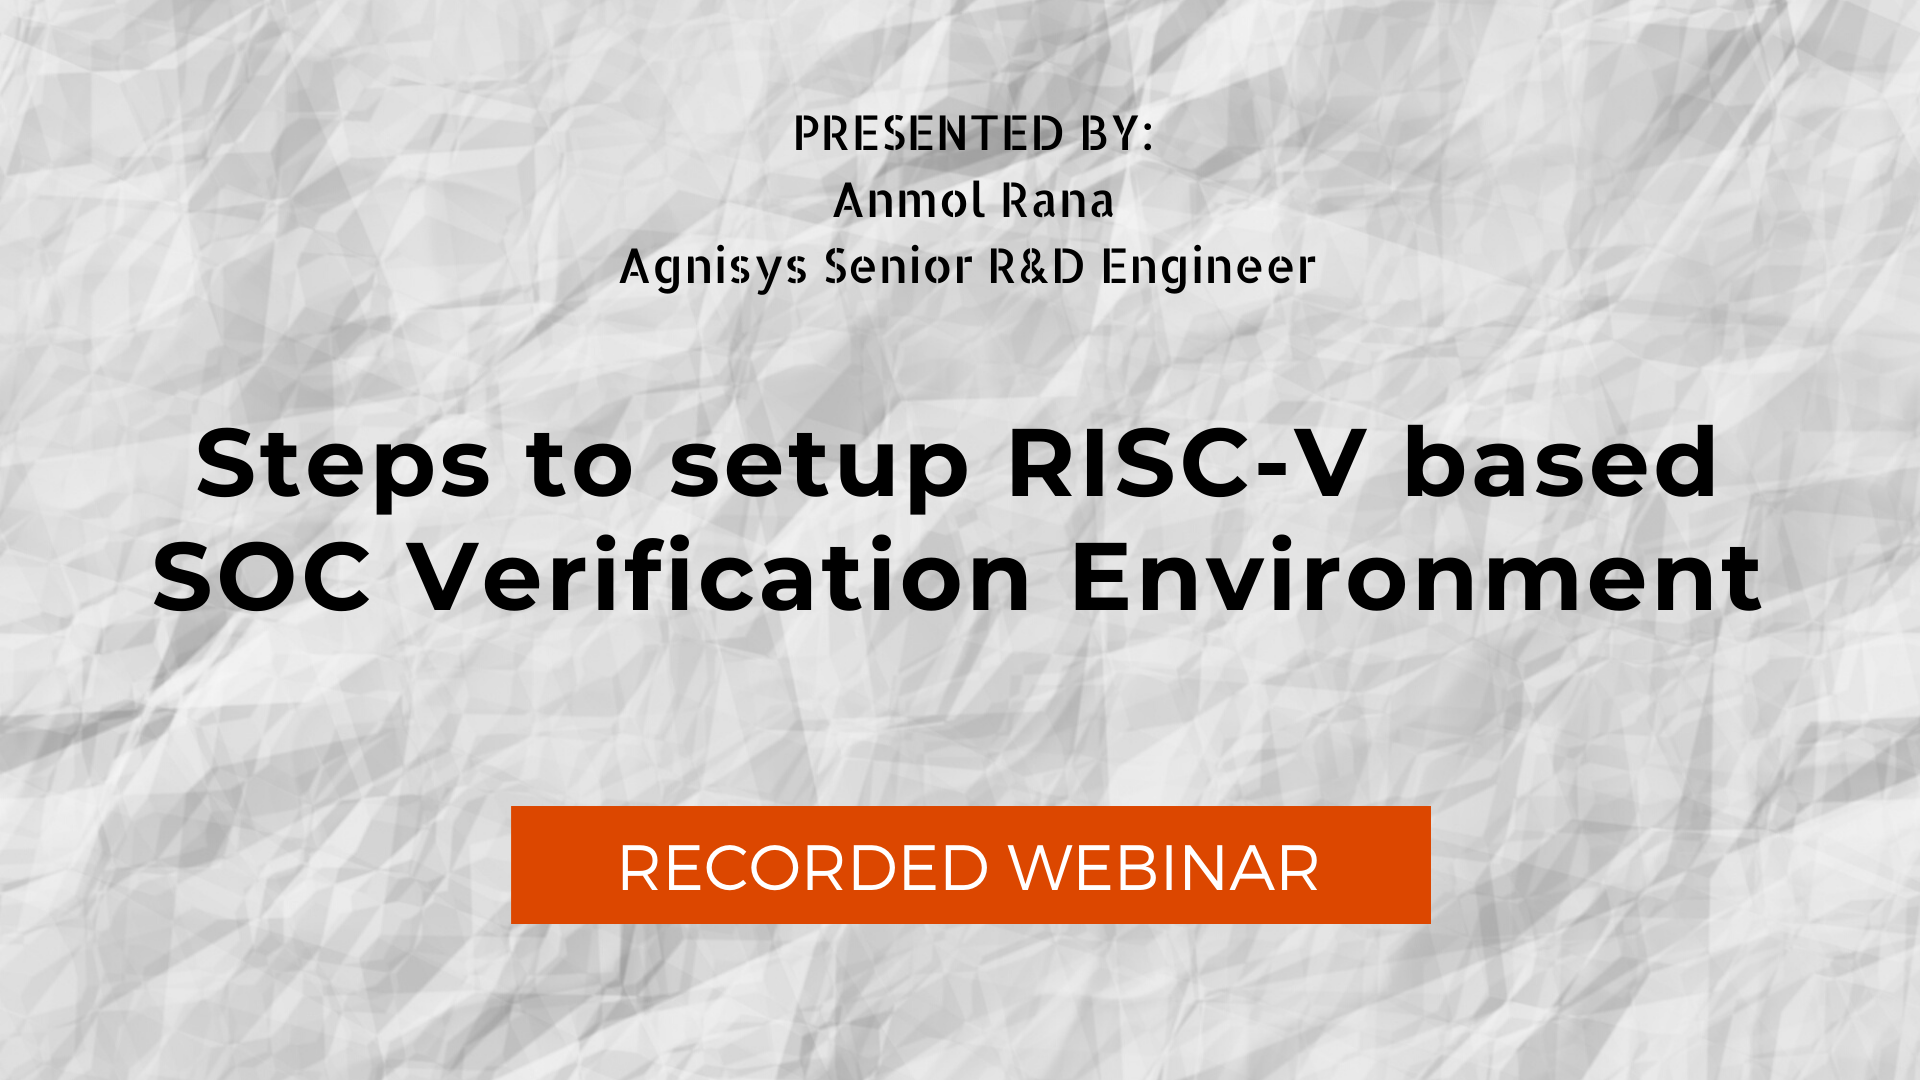 PRESENTED BY:
Anmol Rana
Agnisys Senior R&D Engineer
Steps to setup RISC-V based
SOC Verification Environment
RECORDED WEBINAR